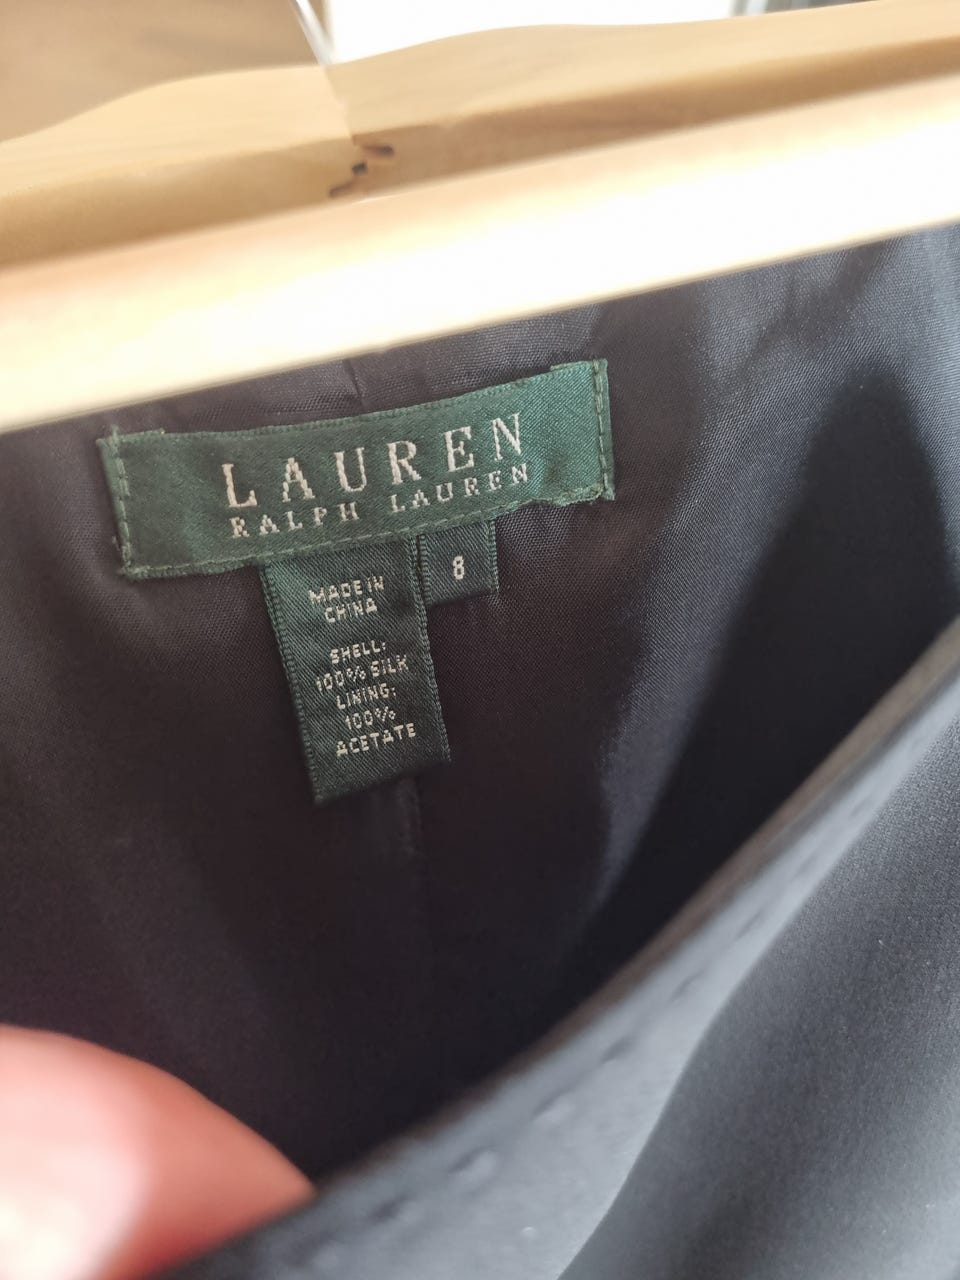 LAUREN
RALPH LAUREN
8
MADE IN
CHINA
SHELL:
100% SILK
LINING:
100%
ACETATE